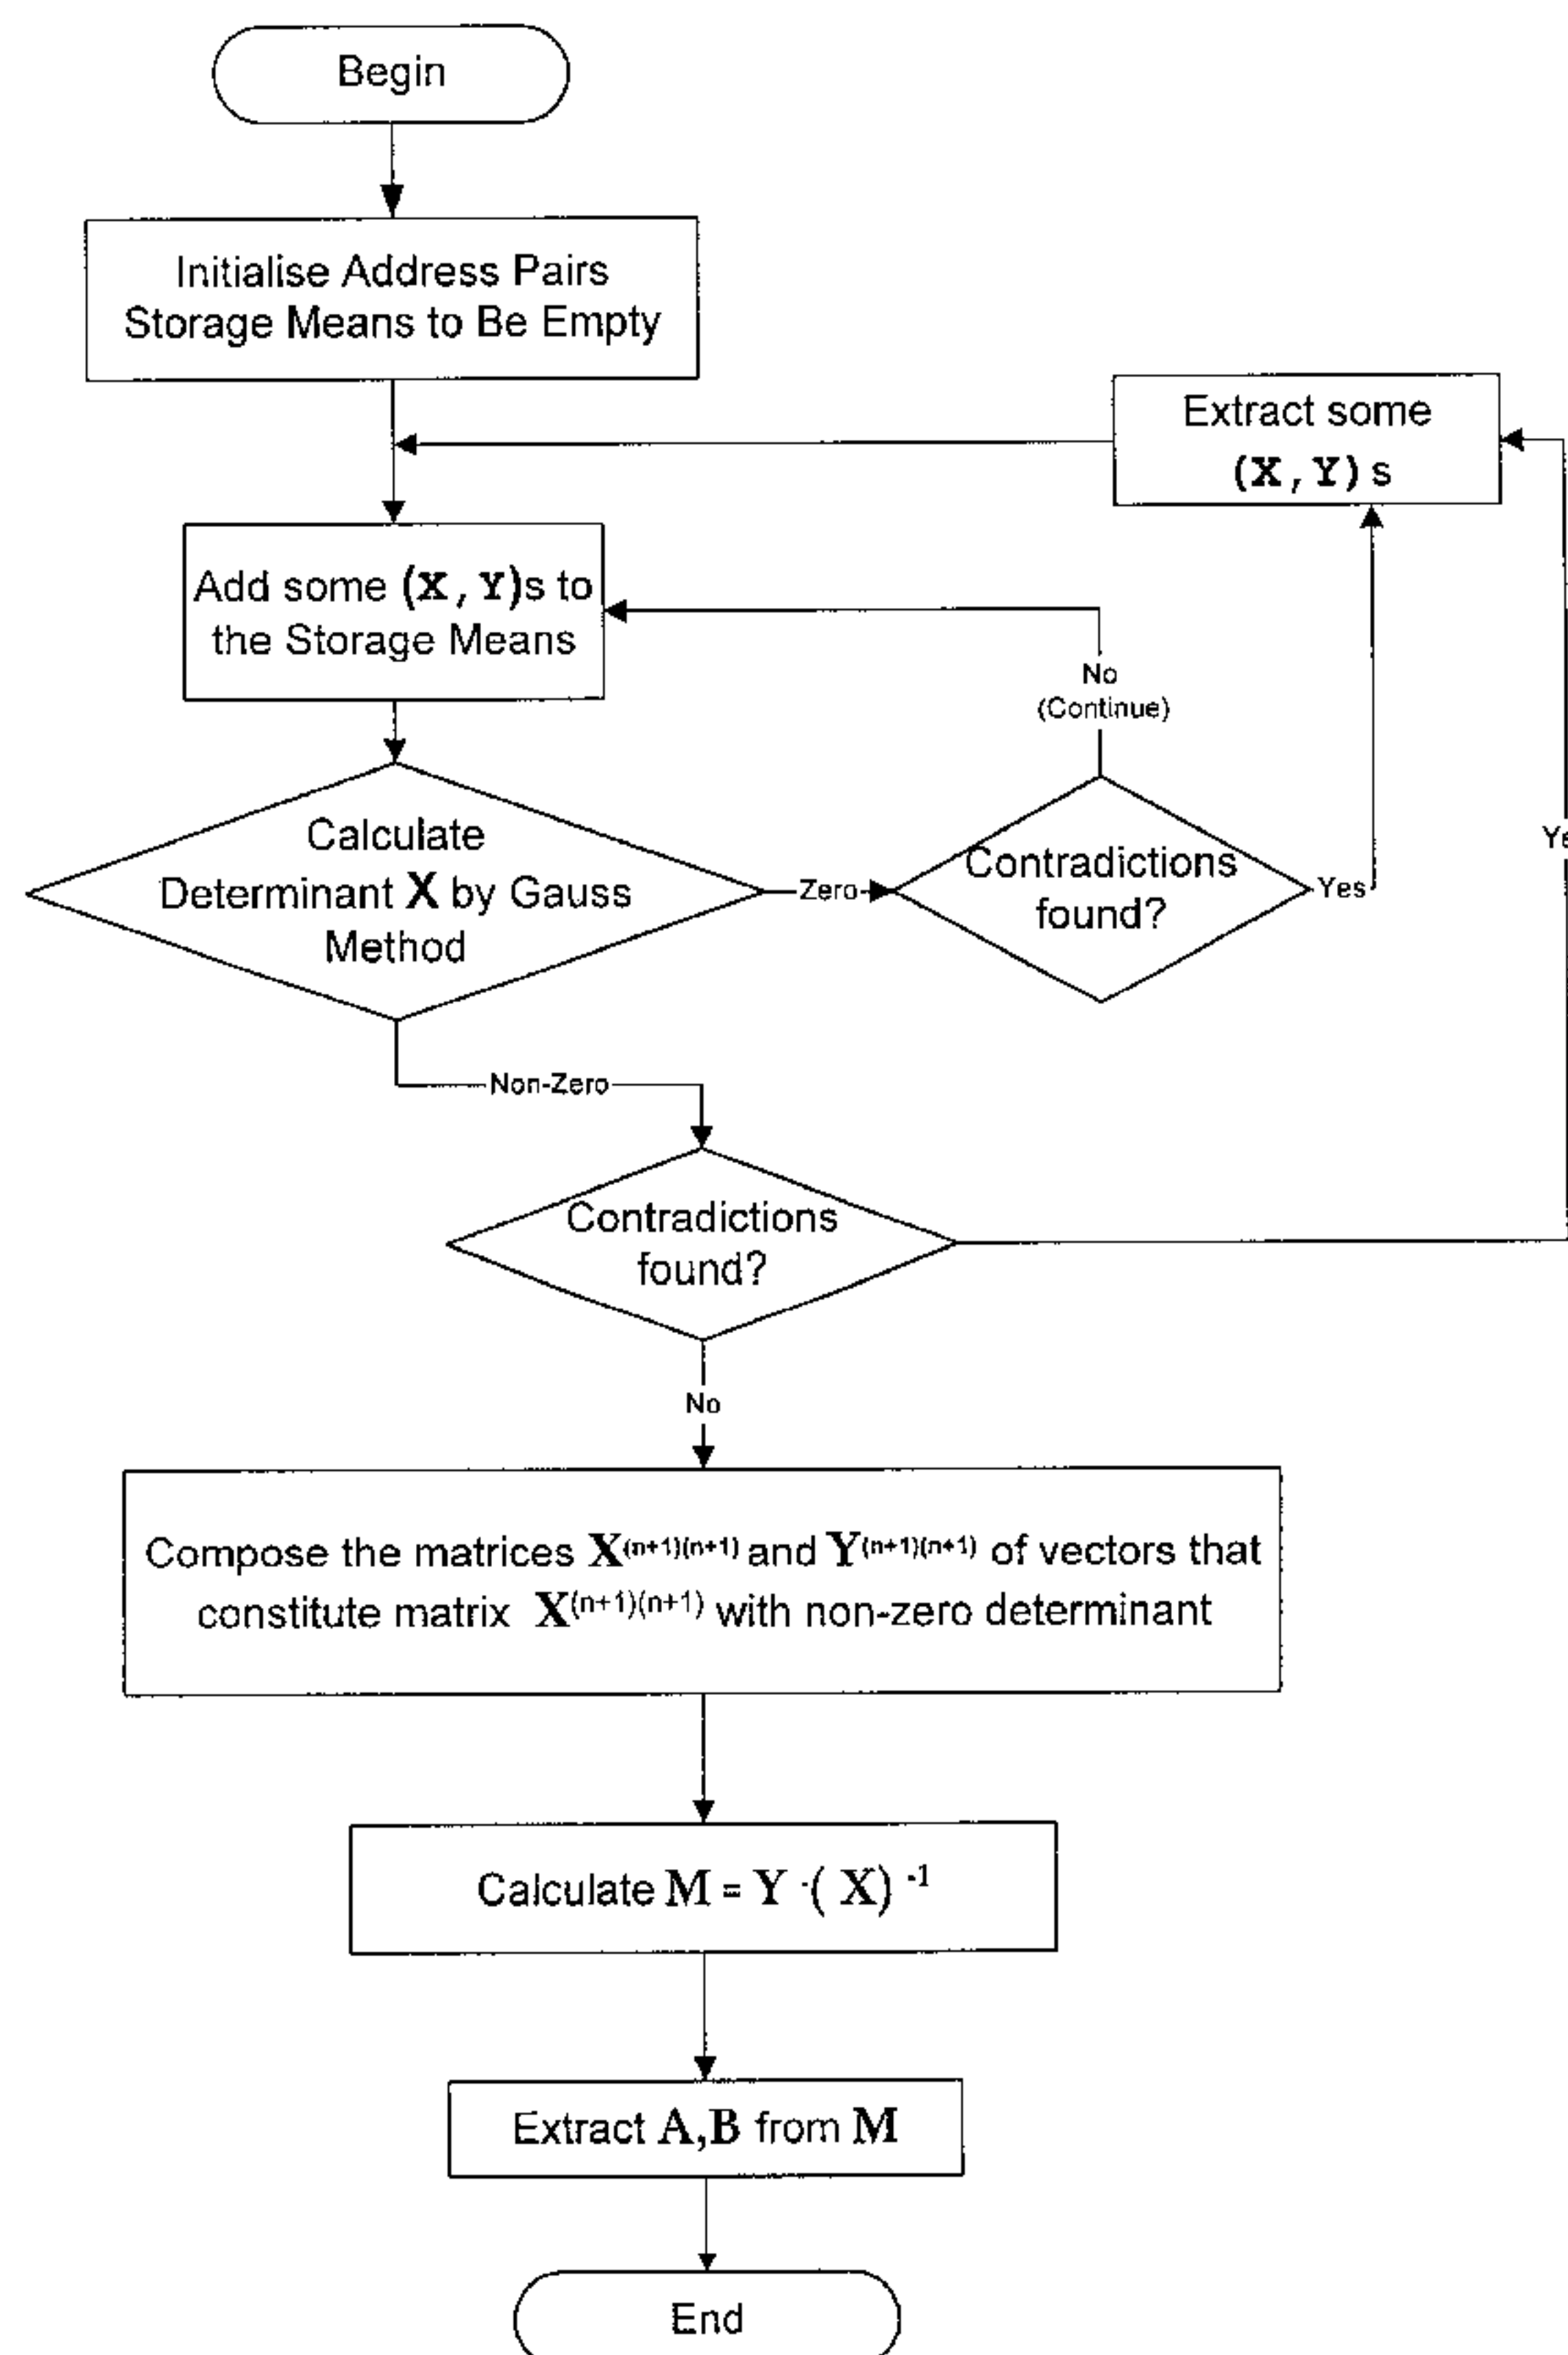 Begin
Initialise Address Pairs
Storage Means to Be Empty
Extract some
(X, Y) s
Add some (X, Y)s to
the Storage Means
No
(Continue)
Calculate
Determinant X by Gauss
Method
Zero
Contradictions
found?
Yes
Non-Zero
Contradictions
found?
No
Compose the matrices X(n+1)(n+1) and Y(n+1)(n+1) of vectors that
constitute matrix X(n+1)(n+1) with non-zero determinant
Calculate M = Y ·( X) -1
Extract A,B from M
End